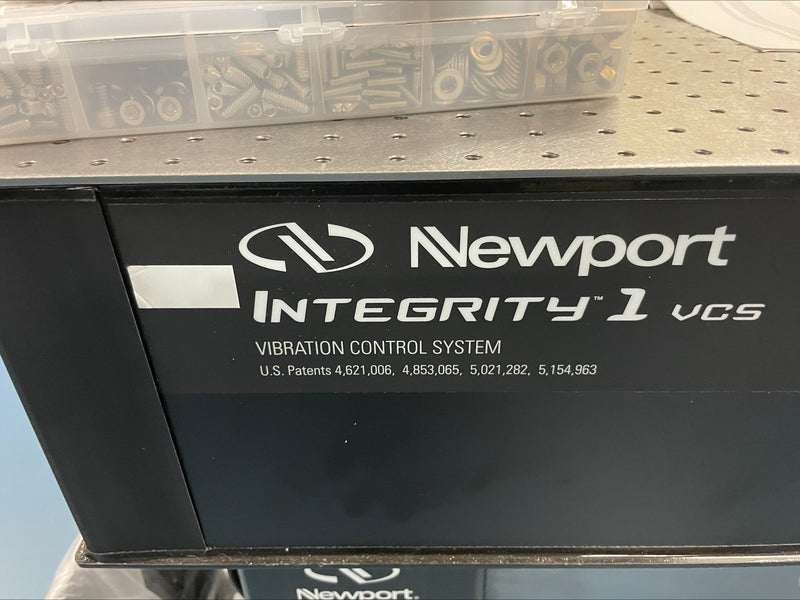 Newport
INTEGRITY™ 1 VCS
VIBRATION CONTROL SYSTEM
U.S. Patents 4,621,006, 4,853,065, 5,021,282, 5,154,963
Newport®